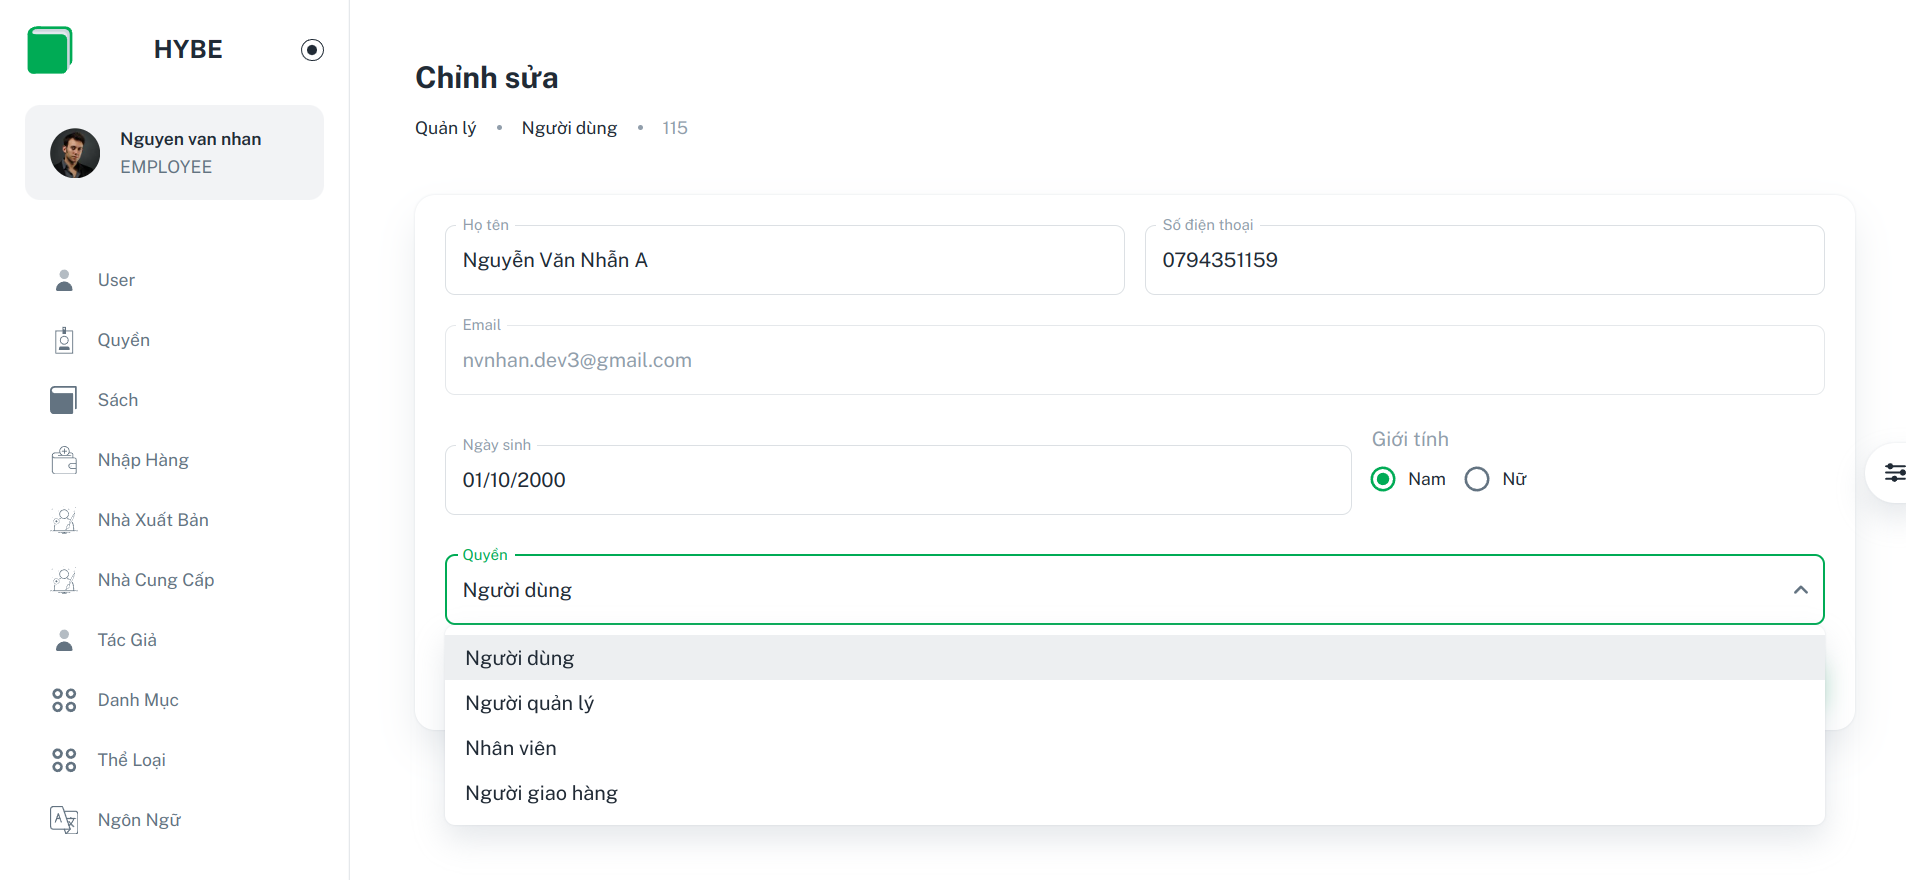 HYBE
Nguyen van nhan
EMPLOYEE
User
Quyền
Sách
Nhập Hàng
Nhà Xuất Bản
Nhà Cung Cấp
Tác Giả
Danh Mục
Thể Loại
Ngôn Ngữ
Chỉnh sửa
Quản lý • Người dùng • 115
Họ tên
Nguyễn Văn Nhẫn A
Số điện thoại
0794351159
Email
nvnhan.dev3@gmail.com
Ngày sinh
01/10/2000
Giới tính
Nam Nữ
Quyền
Người dùng
Người dùng
Người quản lý
Nhân viên
Người giao hàng